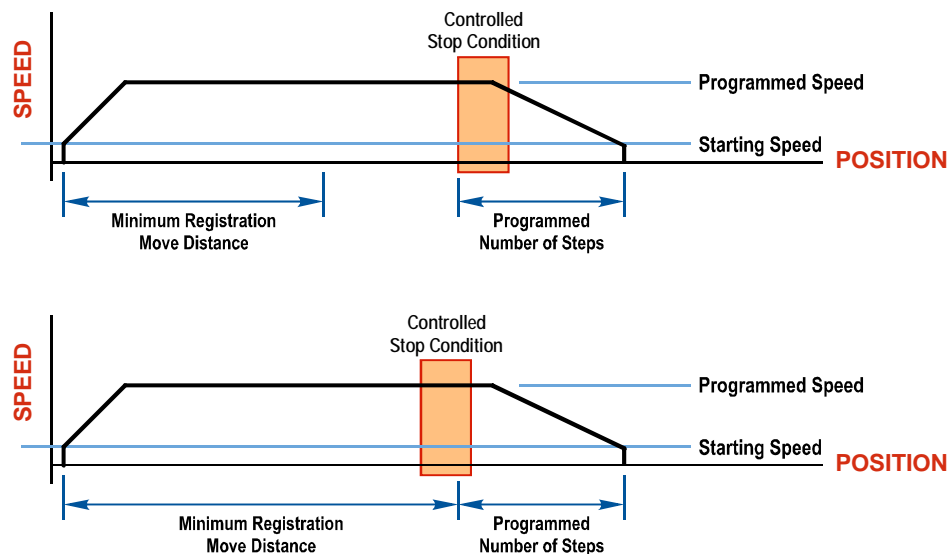 Controlled
Stop Condition
SPEED
Programmed Speed
Starting Speed
POSITION
Minimum Registration
Move Distance
Programmed
Number of Steps
Controlled
Stop Condition
SPEED
Programmed Speed
Starting Speed
POSITION
Minimum Registration
Move Distance
Programmed
Number of Steps